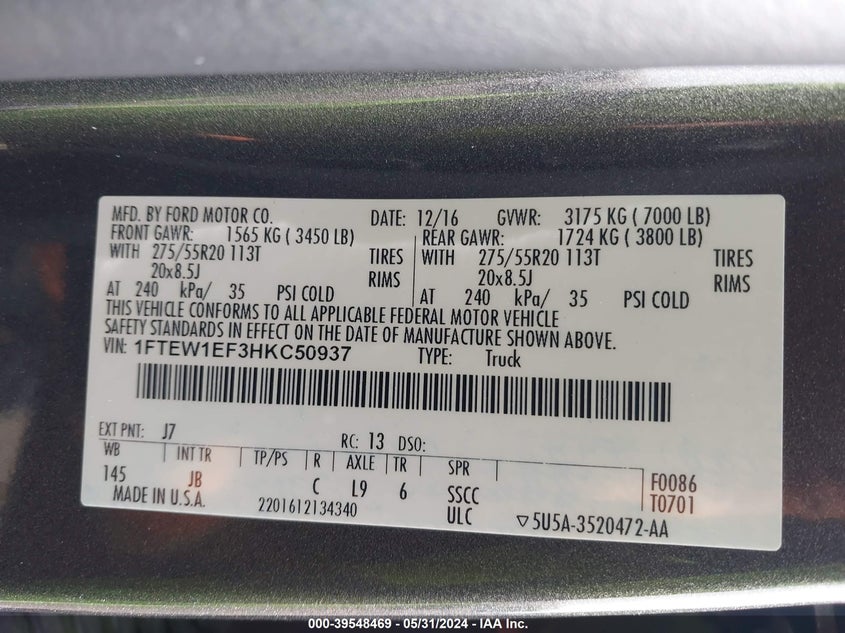 MFD. BY FORD MOTOR CO. DATE: 12/16 GVWR: 3175 KG ( 7000 LB)
FRONT GAWR: 1565 KG ( 3450 LB) REAR GAWR: 1724 KG ( 3800 LB)
WITH 275/55R20 113T TIRES WITH 275/55R20 113T TIRES
20x8.5J RIMS 20x8.5J RIMS
AT 240 kPa/ 35 PSI COLD AT 240 kPa/ 35 PSI COLD
THIS VEHICLE CONFORMS TO ALL APPLICABLE FEDERAL MOTOR VEHICLE
SAFETY STANDARDS IN EFFECT ON THE DATE OF MANUFACTURE SHOWN ABOVE.
VIN: 1FTEW1EF3HKC50937 TYPE: Truck
EXT PNT: J7 RC: 13 DSO:
WB INT TR TP/PS R AXLE TR SPR
145 JB C L9 6 SSCC F0086
MADE IN U.S.A. 2201612134340 ULC T0701
▽5U5A-3520472-AA
000-39548469 - 05/31/2024 - IAA Inc.